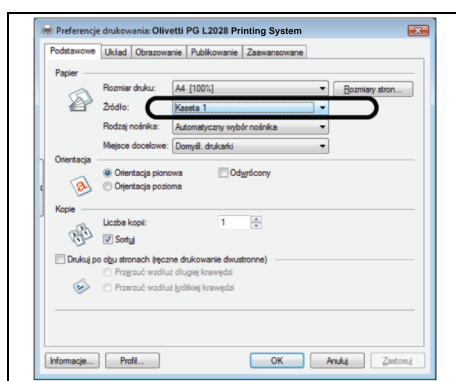 Preferencje drukowania: Olivetti PG L2028 Printing System
Podstawowe Układ Obrazowanie Publikowanie Zaawansowane
Papier
Rozmiar druku: A4 [100%] Rozmiary stron...
Źródło: Kaseta 1
Rodzaj nośnika: Automatyczny wybór nośnika
Miejsce docelowe: Domyśl. drukarki
Orientacja
Orientacja pionowa Odwrócony
Orientacja pozioma
Kopie
Liczba kopii: 1
Sortuj
Drukuj po obu stronach (ręczne drukowanie dwustronne)
Przerzuć wzdłuż długiej krawędzi
Przerzuć wzdłuż krótkiej krawędzi
Informacje... Profil... OK Anuluj Zastosuj